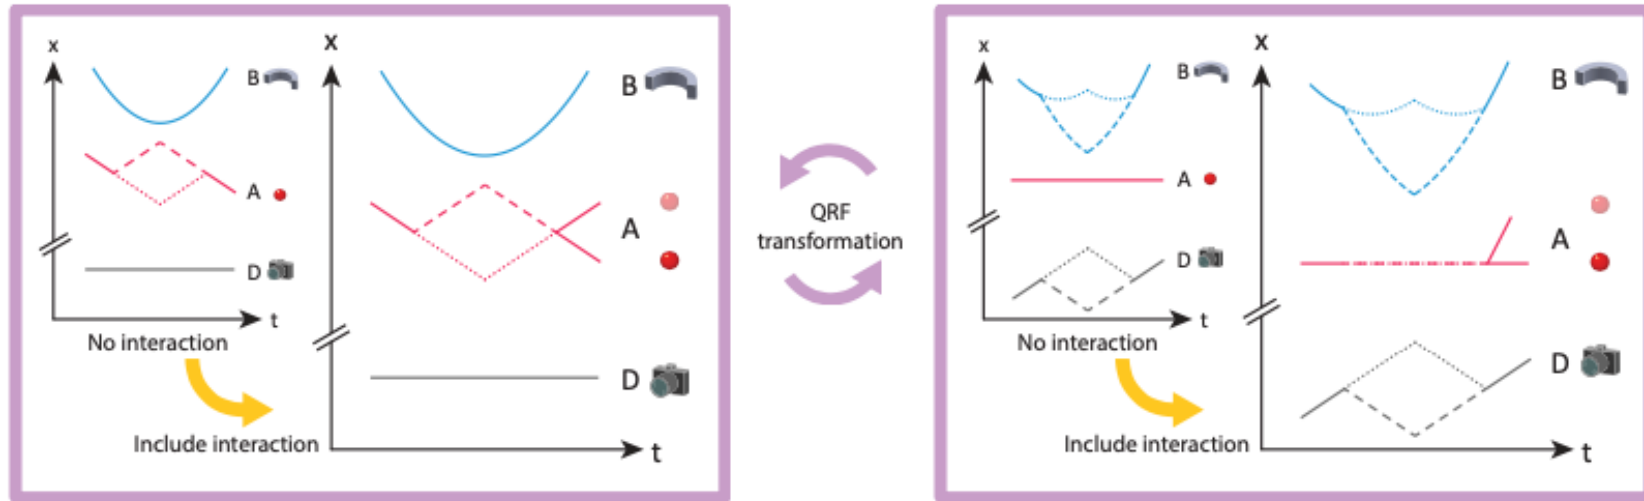 x
B
A
D
t
No interaction
Include interaction
x
B
A
D
t
QRF
transformation
x
B
A
D
t
No interaction
Include interaction
x
B
A
D
t